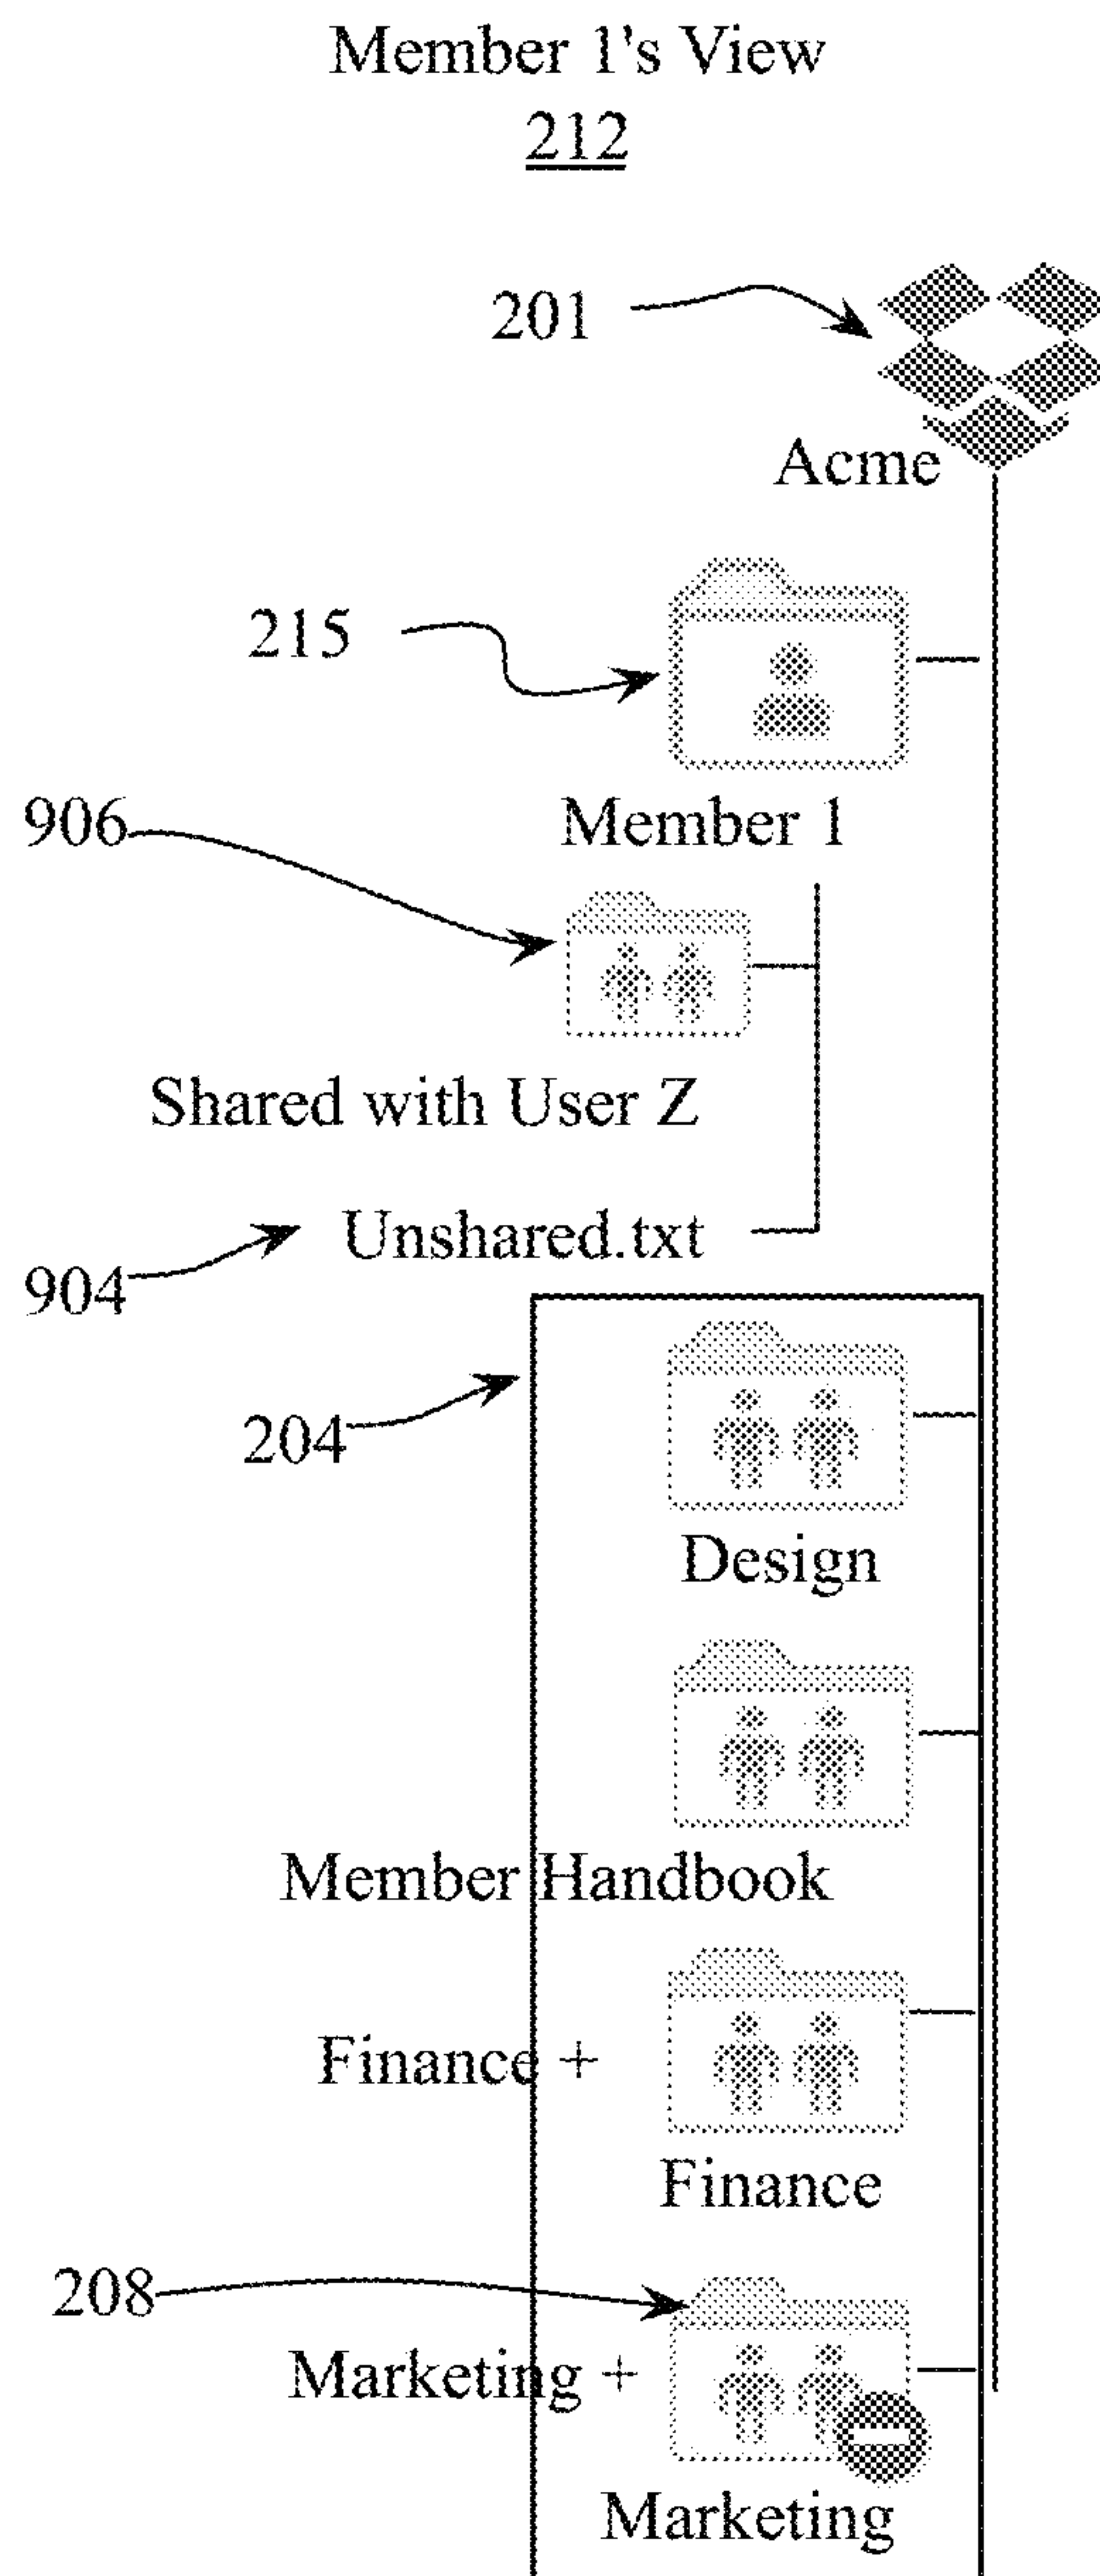 Member 1's View
212
201
Acme
215
906
Member 1
Shared with User Z
Unshared.txt
904
204
Design
Member Handbook
Finance +
Finance
208
Marketing +
Marketing